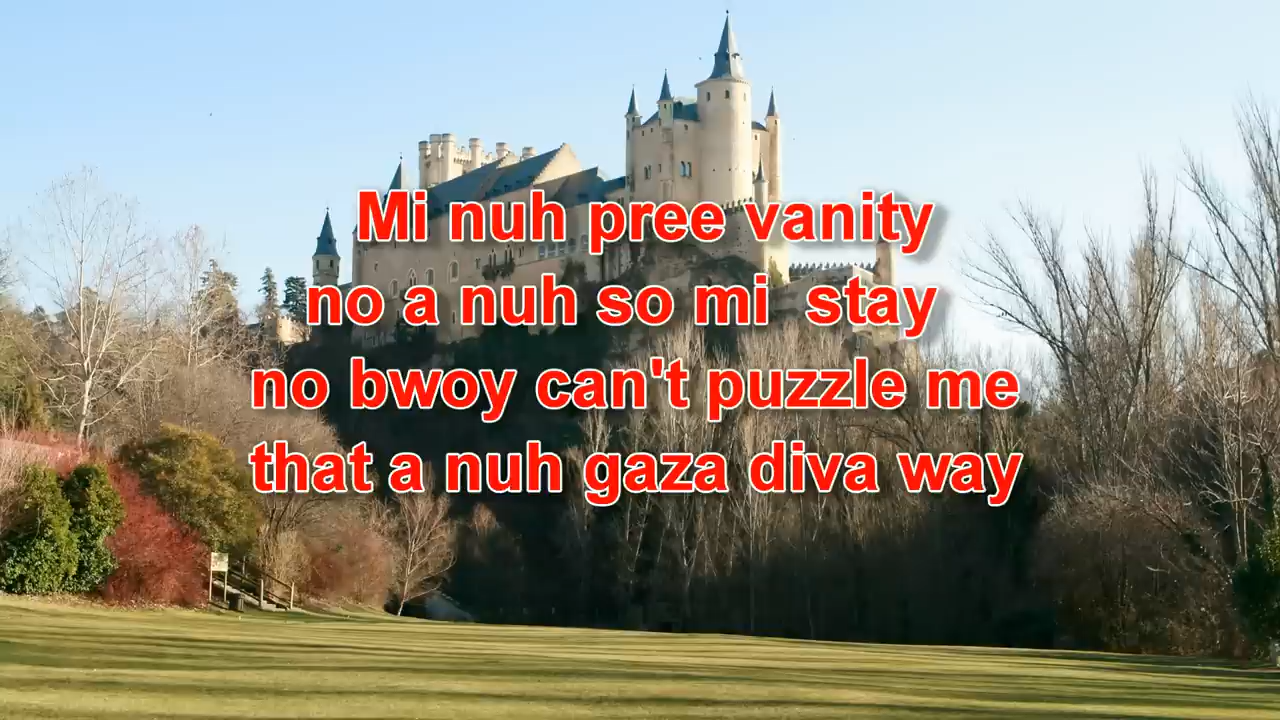 Mi nuh pree vanity
no a nuh so mi  stay
no bwoy can't puzzle me
that a nuh gaza diva way